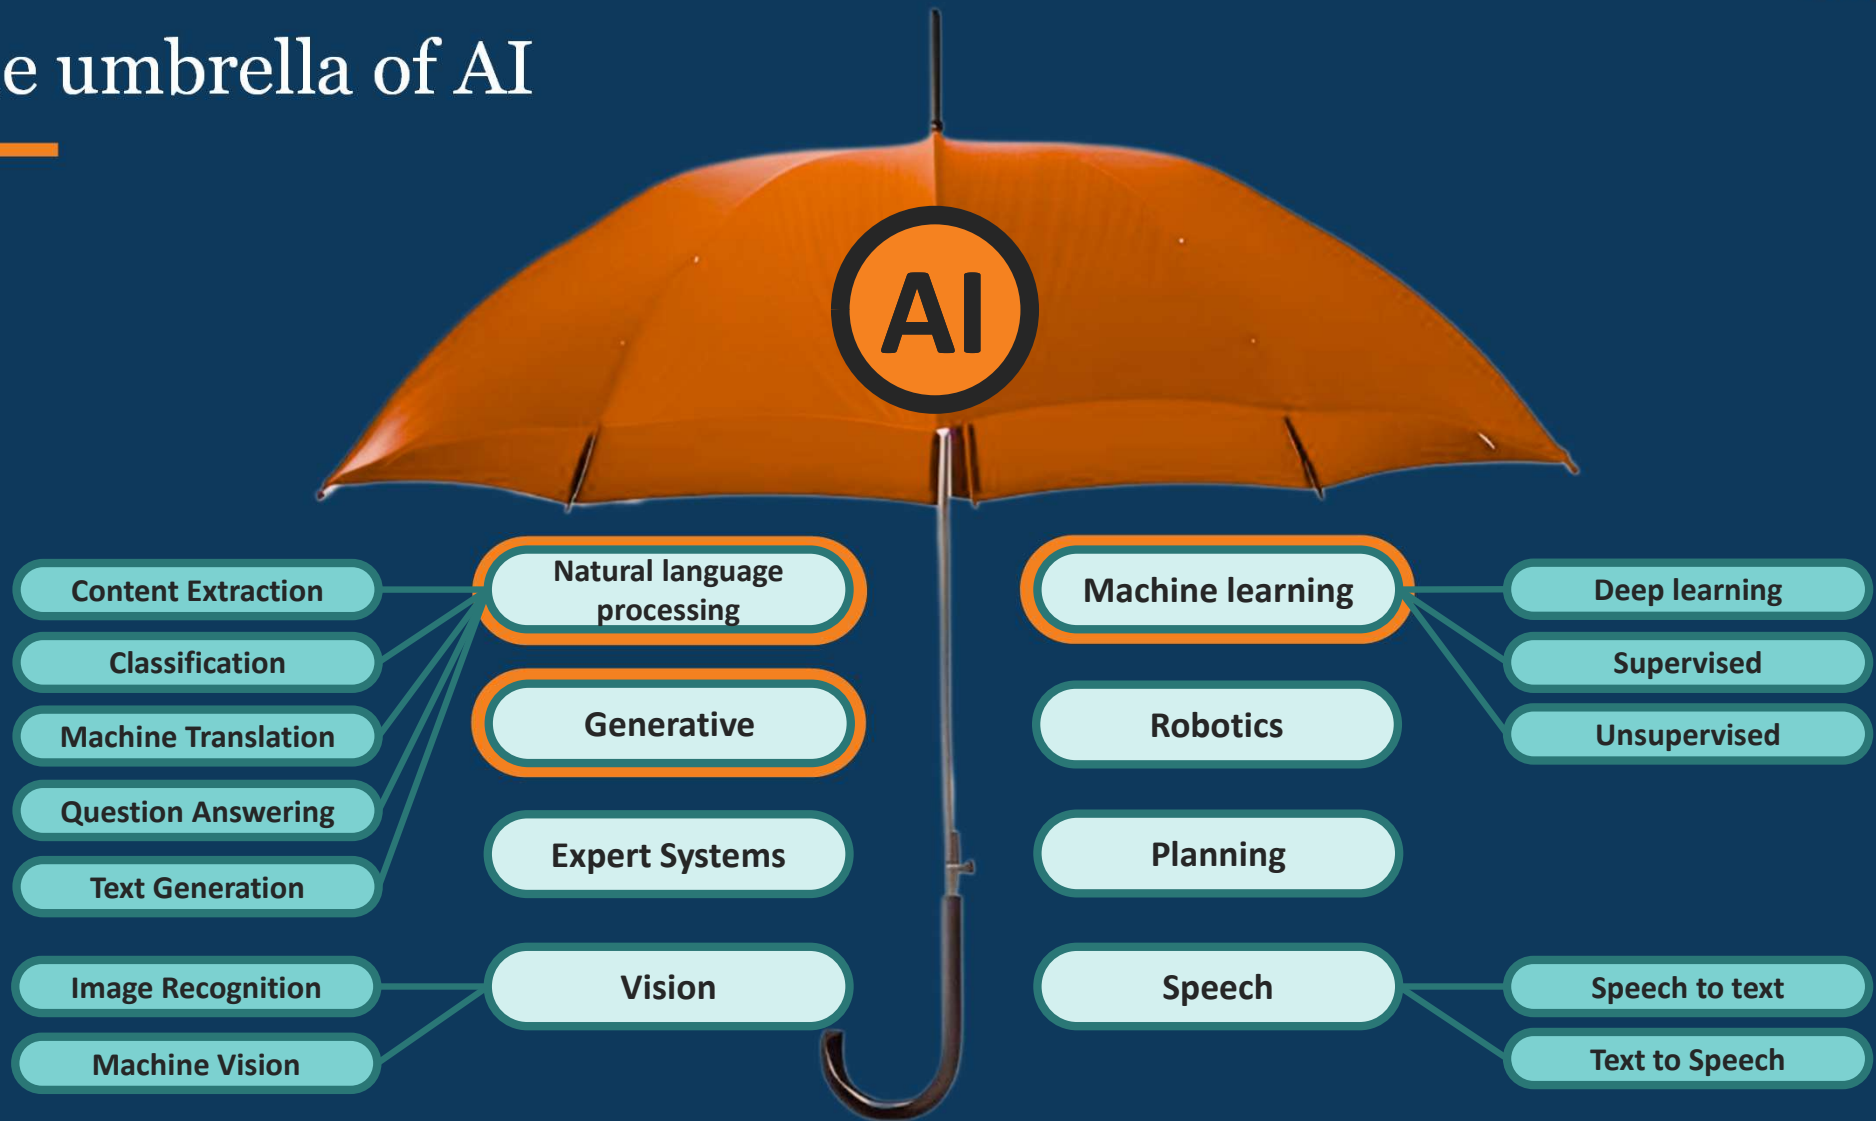 e umbrella of AI
AI
Content Extraction
Classification
Machine Translation
Question Answering
Text Generation
Image Recognition
Machine Vision
Natural language
processing
Generative
Expert Systems
Vision
Machine learning
Robotics
Planning
Speech
Deep learning
Supervised
Unsupervised
Speech to text
Text to Speech